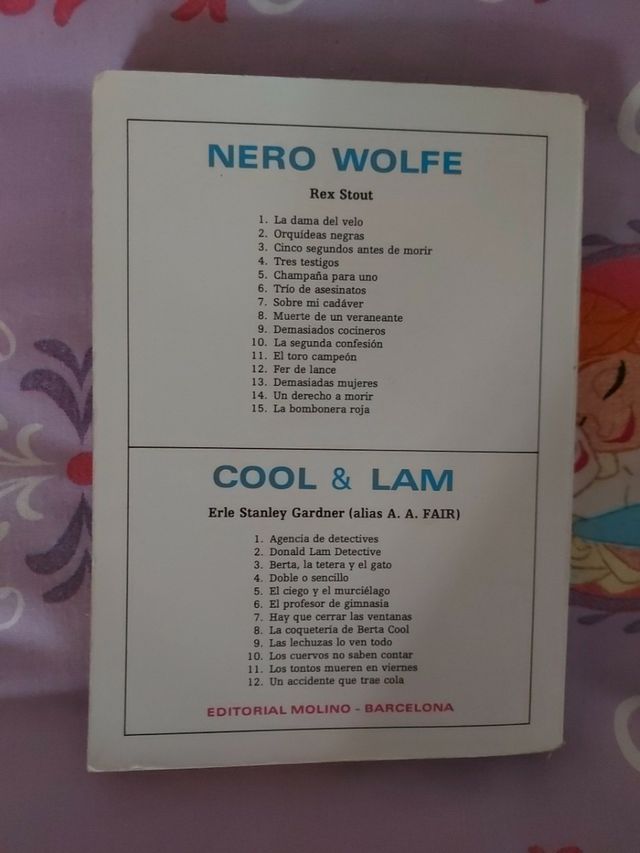 NERO WOLFE
Rex Stout
1. La dama del velo
2. Orquídeas negras
3. Cinco segundos antes de morir
4. Tres testigos
5. Champaña para uno
6. Trío de asesinatos
7. Sobre mi cadáver
8. Muerte de un veraneante
9. Demasiados cocineros
10. La segunda confesión
11. El toro campeón
12. Fer de lance
13. Demasiadas mujeres
14. Un derecho a morir
15. La bombonera roja
COOL & LAM
Erle Stanley Gardner (alias A. A. FAIR)
1. Agencia de detectives
2. Donald Lam Detective
3. Berta, la tetera y el gato
4. Doble o sencillo
5. El ciego y el murciélago
6. El profesor de gimnasia
7. Hay que cerrar las ventanas
8. La coquetería de Berta Cool
9. Las lechuzas lo ven todo
10. Los cuervos no saben contar
11. Los tontos mueren en viernes
12. Un accidente que trae cola
EDITORIAL MOLINO - BARCELONA